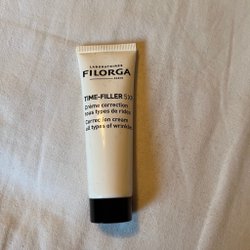 LABORATOIRES
FILORGA
PARIS
TIME-FILLER 5XP
Crème correction
tous types de rides
Correction cream
all types of wrinkles